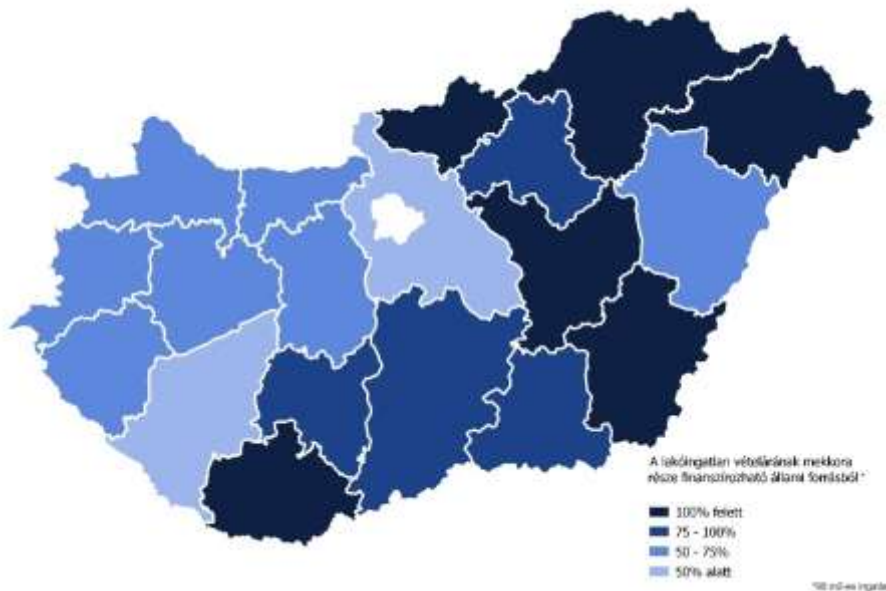 A lakóingatlan vételárának mekkora
része finanszírozható állami forrásból*
100% felett
75 - 100%
50 - 75%
50% alatt